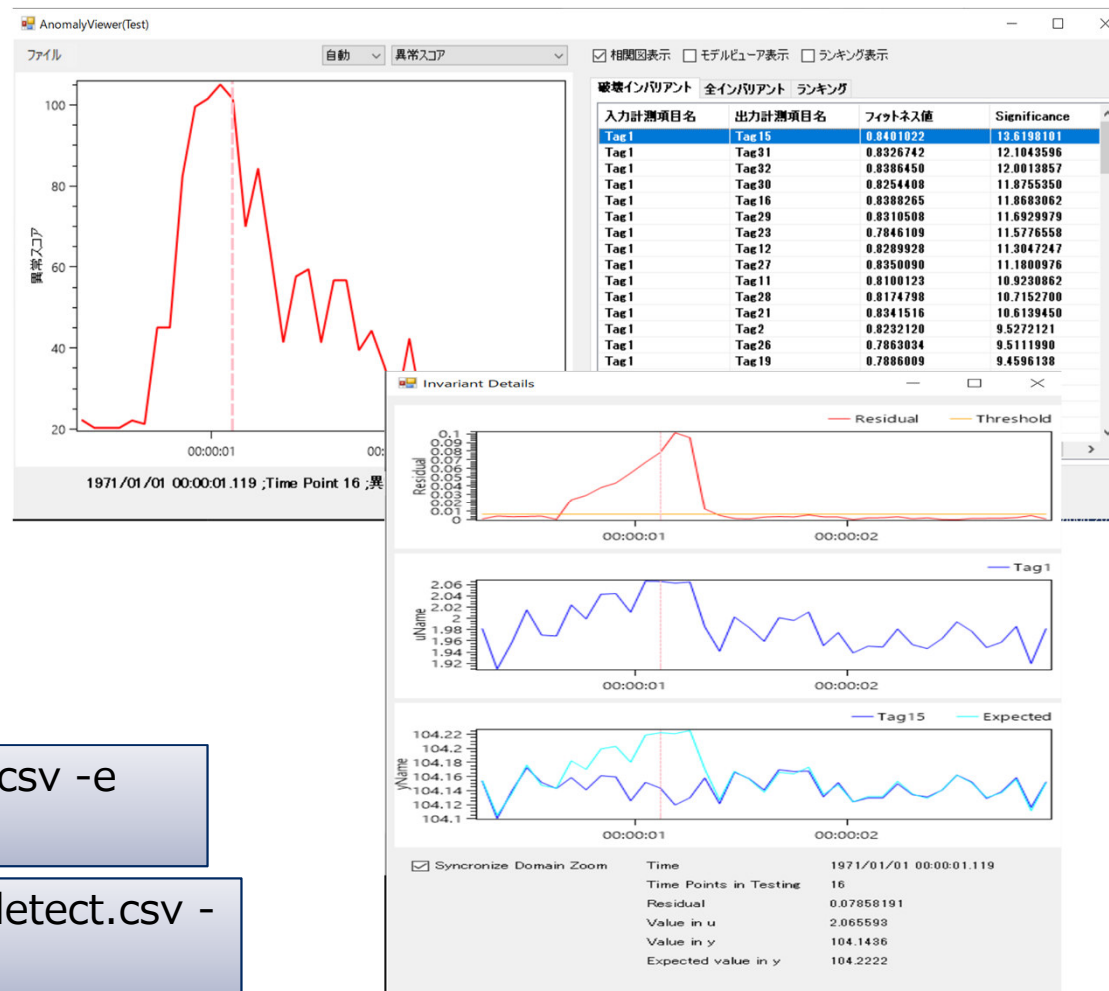 AnomalyViewer(Test)
ファイル
自動
異常スコア
相関図表示 モデルビューア表示 ランキング表示
破壊インバリアント 全インバリアント ランキング
入力計測項目名 出力計測項目名 フィットネス値 Significance
Tag1 Tag15 0.8401022 13.6198101
Tag1 Tag31 0.8326742 12.1043596
Tag1 Tag32 0.8386450 12.0013857
Tag1 Tag30 0.8254408 11.8755350
Tag1 Tag16 0.8388265 11.8683062
Tag1 Tag29 0.8310508 11.6929979
Tag1 Tag23 0.7846109 11.5776558
Tag1 Tag12 0.8289928 11.3047247
Tag1 Tag27 0.8350090 11.1800976
Tag1 Tag11 0.8100123 10.9230862
Tag1 Tag28 0.8174798 10.7152700
Tag1 Tag21 0.8341516 10.6139450
Tag1 Tag2 0.8232120 9.5272121
Tag1 Tag26 0.7863034 9.5111990
Tag1 Tag19 0.7886009 9.4596138
異常スコア
100
80
60
40
20
00:00:01 00:
1971/01/01 00:00:01.119 ;Time Point 16 ;異
Invariant Details
Residual Threshold
Residual
0.1
0.09
0.08
0.07
0.06
0.05
0.04
0.03
0.02
0.01
0
00:00:01 00:00:02
Tag1
uName
2.06
2.04
2.02
2
1.98
1.96
1.94
1.92
00:00:01 00:00:02
Tag15 Expected
yName
104.22
104.2
104.18
104.16
104.14
104.12
104.1
00:00:01 00:00:02
Syncronize Domain Zoom
Time 1971/01/01 00:00:01.119
Time Points in Testing 16
Residual 0.07858191
Value in u 2.065593
Value in y 104.1436
Expected value in y 104.2222
csv -e
detect.csv -